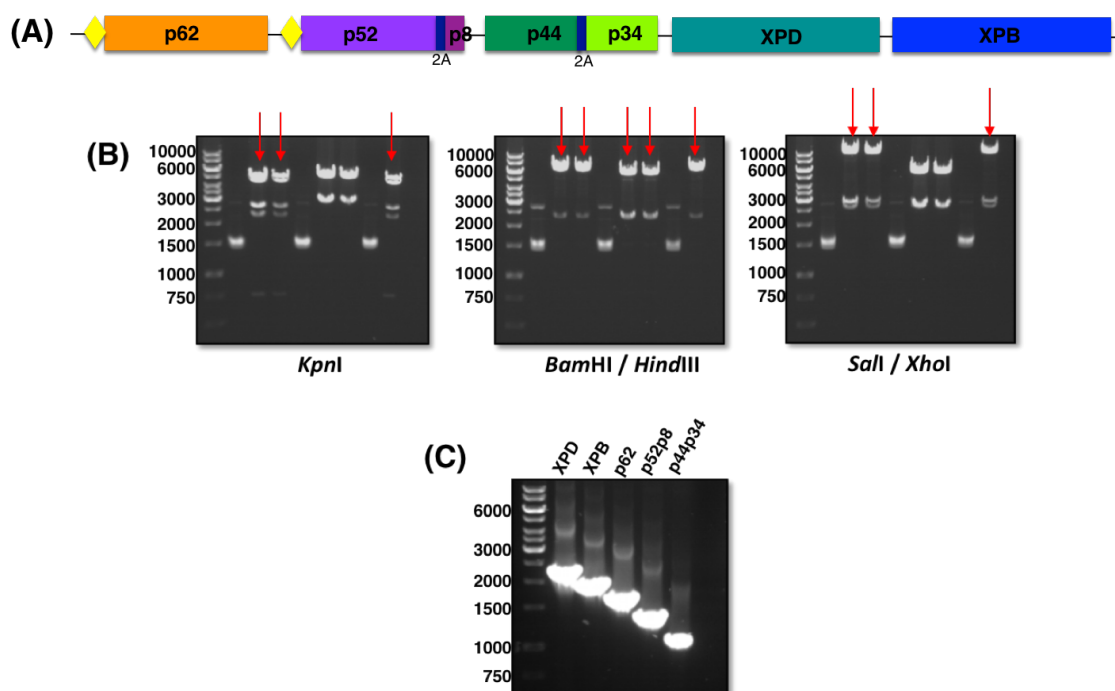 (A) p62 p52 p8 p44 p34 XPD XPB
2A 2A
(B)
10000 10000 10000
6000 6000 6000
3000 3000 3000
2000 2000 2000
1500 1500 1500
1000 1000 1000
750 750 750
KpnI BamHI / HindIII SalI / XhoI
(C) XPD XPB p62 p52p8 p44p34
6000
3000
2000
1500
1000
750